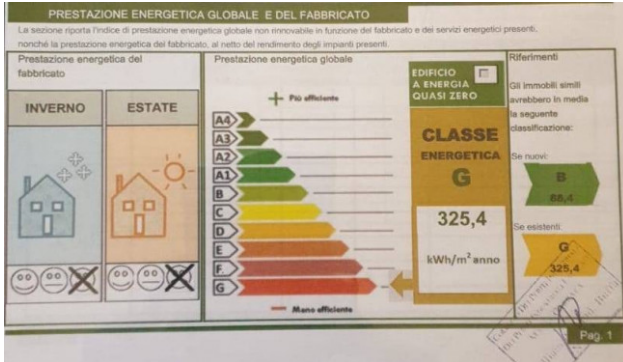 PRESTAZIONE ENERGETICA GLOBALE E DEL FABBRICATO
La sezione riporta l'indice di prestazione energetica globale non rinnovabile in funzione del fabbricato e dei servizi energetici presenti,
nonché la prestazione energetica del fabbricato, al netto del rendimento degli impianti presenti.
Prestazione energetica del
fabbricato
INVERNO
ESTATE
Prestazione energetica globale
Più efficiente
A4
A3
A2
A1
B
C
D
E
F
G
Meno efficiente
EDIFICIO
A ENERGIA
QUASI ZERO
CLASSE
ENERGETICA
G
325,4
kWh/m² anno
Riferimenti
Gli immobili simili
avrebbero in media
la seguente
classificazione:
Se nuovi:
B
88,4
Se esistenti:
G
325,4
Pag. 1